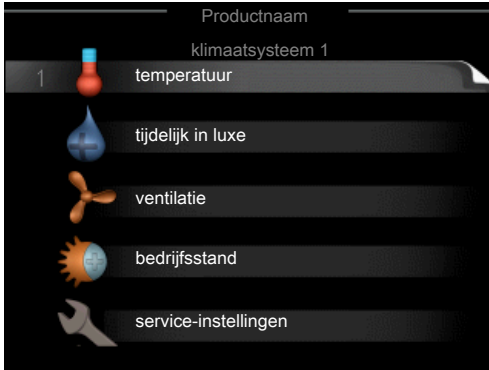 Productnaam
klimaatsysteem 1
1 temperatuur
tijdelijk in luxe
ventilatie
bedrijfsstand
service-instellingen